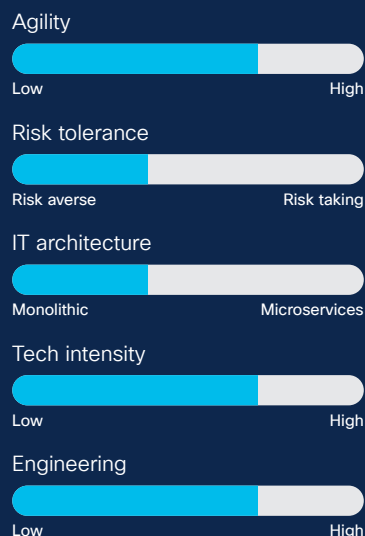 Agility
Low High
Risk tolerance
Risk averse Risk taking
IT architecture
Monolithic Microservices
Tech intensity
Low High
Engineering
Low High